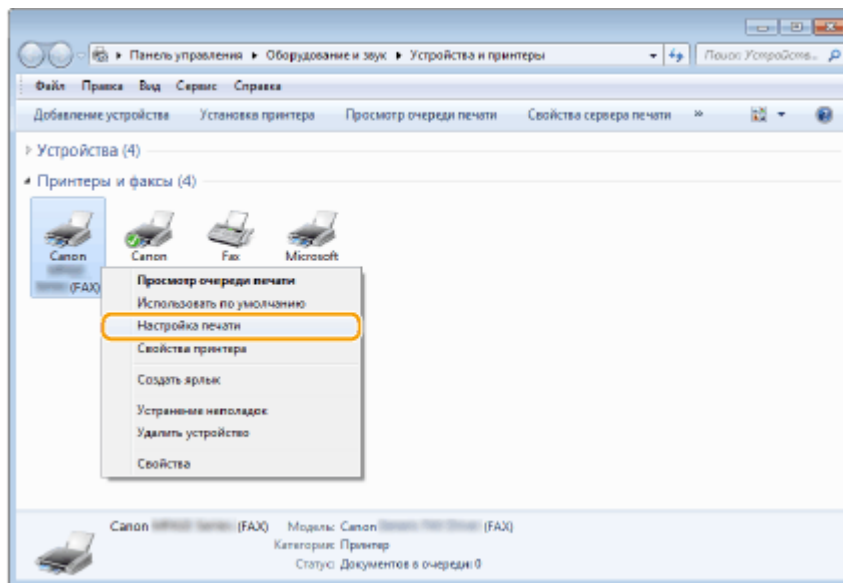 Панель управления ▸ Оборудование и звук ▸ Устройства и принтеры
Файл Правка Вид Сервис Справка
Добавление устройства Установка принтера Просмотр очереди печати Свойства сервера печати »
Устройства (4)
Принтеры и факсы (4)
Canon Canon Fax Microsoft
(FAX)
Просмотр очереди печати
Использовать по умолчанию
Настройка печати
Свойства принтера
Создать ярлык
Устранение неполадок
Удалить устройство
Свойства
Canon (FAX) Модель: Canon (FAX)
Категория: Принтер
Статус: Документов в очереди: 0